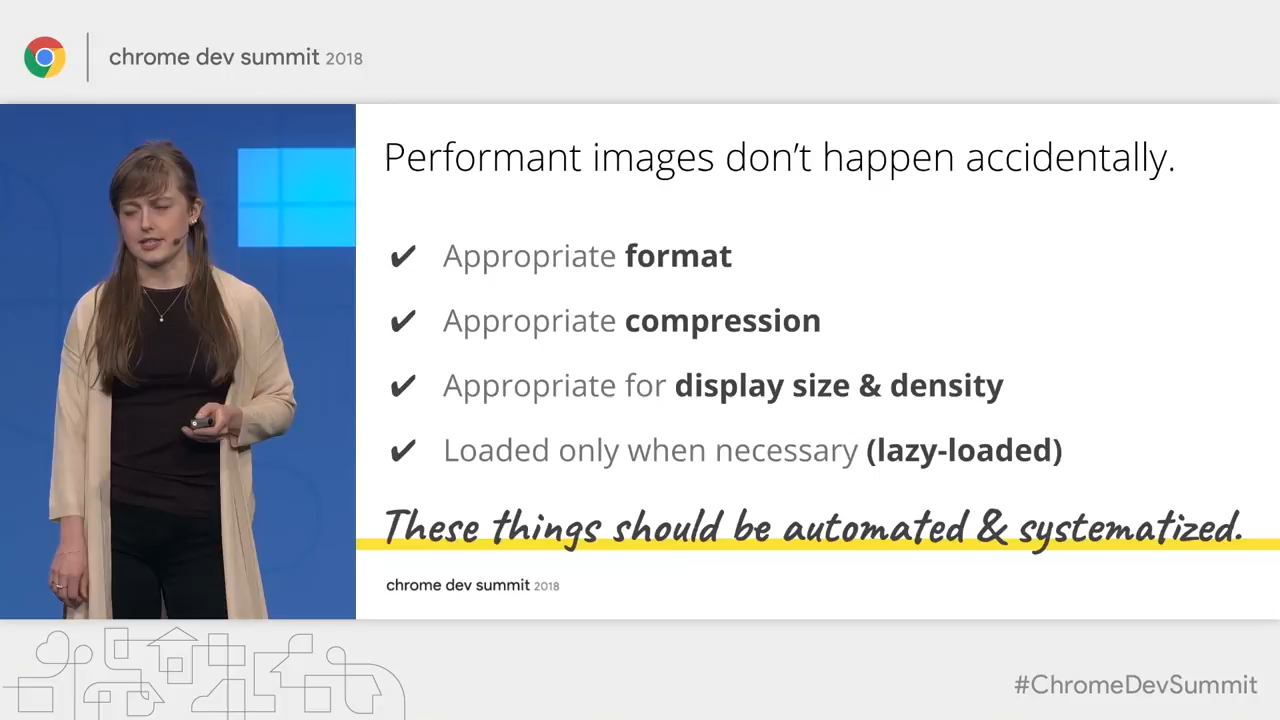 chrome dev summit 2018
Performant images don’t happen accidentally.
✔ Appropriate format
✔ Appropriate compression
✔ Appropriate for display size & density
✔ Loaded only when necessary (lazy-loaded)
These things should be automated & systematized.
chrome dev summit 2018
#ChromeDevSummit